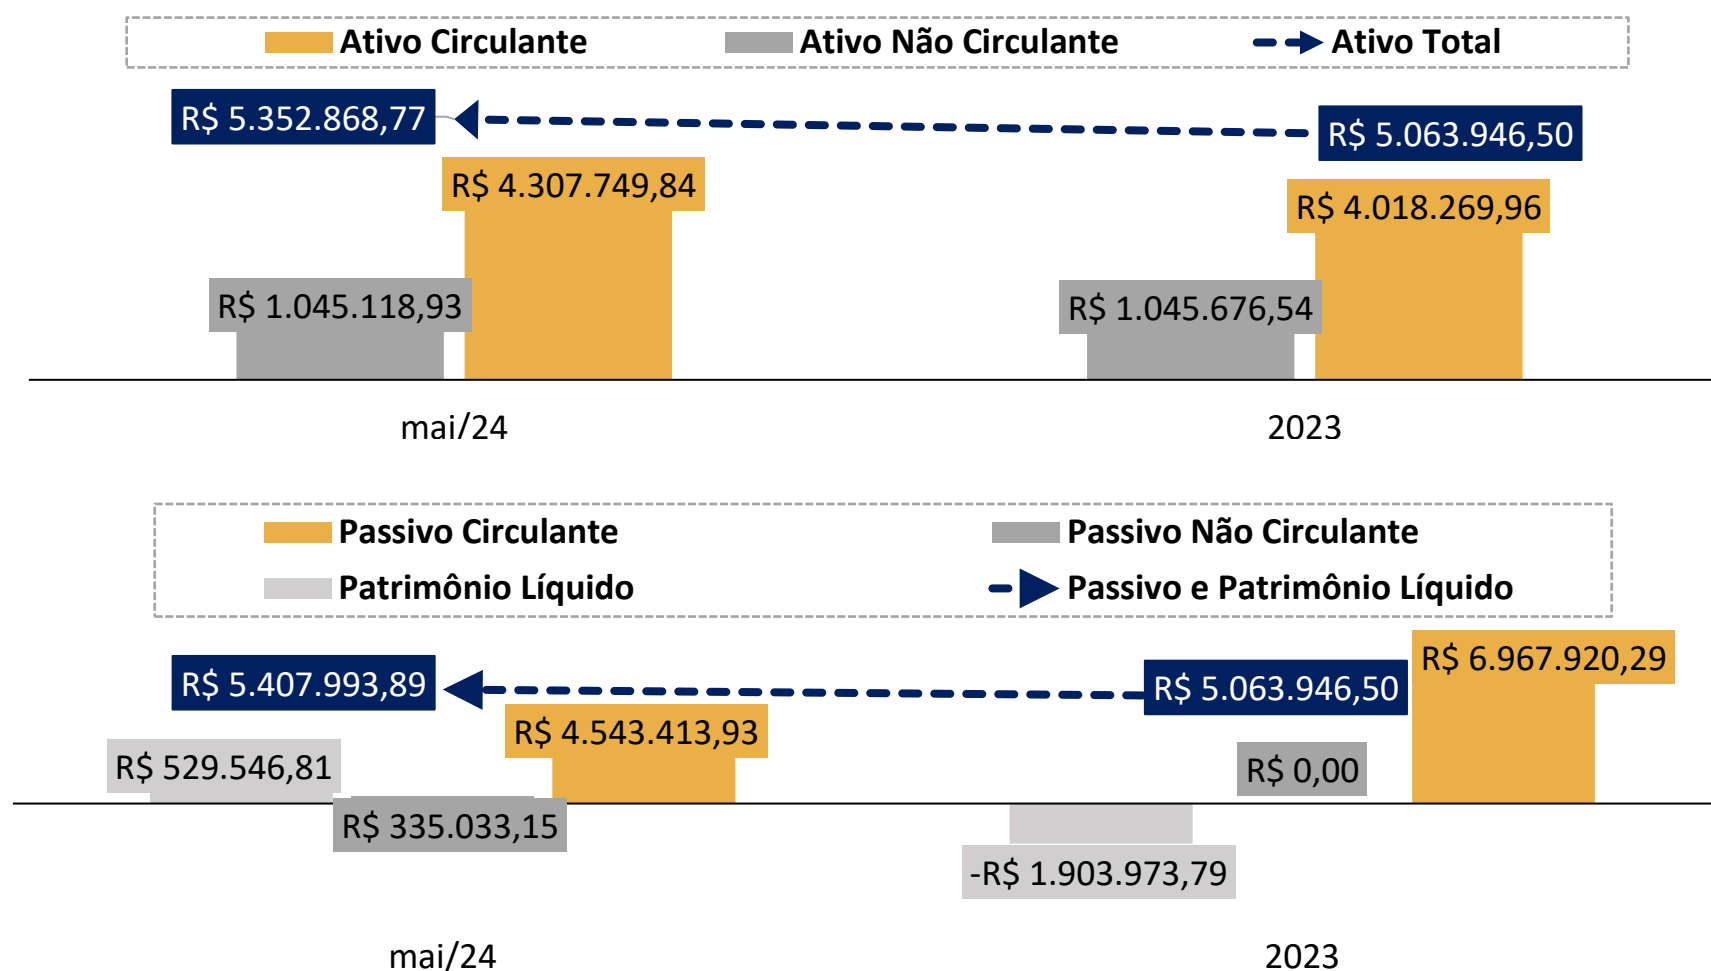 Ativo Circulante
Ativo Não Circulante
Ativo Total
R$ 5.352.868,77
R$ 5.063.946,50
R$ 4.307.749,84
R$ 4.018.269,96
R$ 1.045.118,93
R$ 1.045.676,54
mai/24
2023
Passivo Circulante
Passivo Não Circulante
Patrimônio Líquido
Passivo e Patrimônio Líquido
R$ 6.967.920,29
R$ 5.407.993,89
R$ 5.063.946,50
R$ 4.543.413,93
R$ 529.546,81
R$ 0,00
R$ 335.033,15
-R$ 1.903.973,79
mai/24
2023